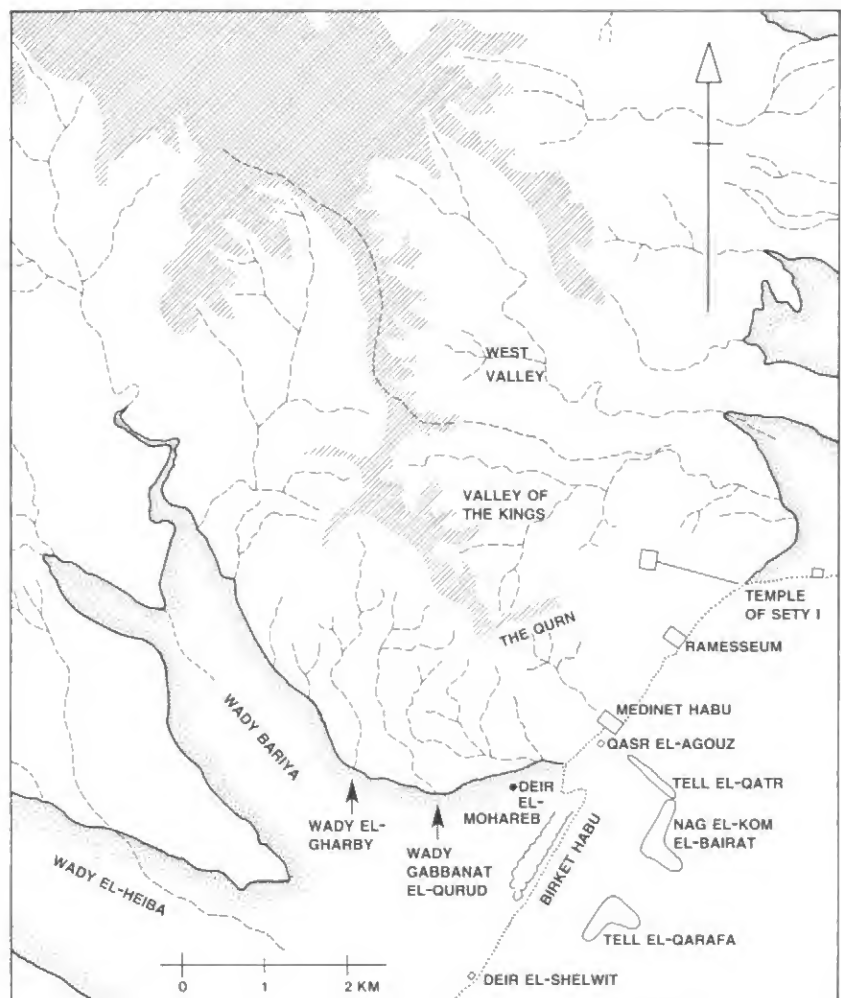 WEST
VALLEY
VALLEY OF
THE KINGS
THE QURN
TEMPLE
OF SETY I
RAMESSEUM
MEDINET HABU
QASR EL-AGOUZ
TELL EL-QATR
NAG EL-KOM
EL-BAIRAT
DEIR
EL-
MOHAREB
WADY BARIYA
WADY EL-
GHARBY
WADY
GABBANAT
EL-QURUD
BIRKET HABU
WADY EL-HEIBA
TELL EL-QARAFA
DEIR EL-SHELWIT
0 1 2 KM